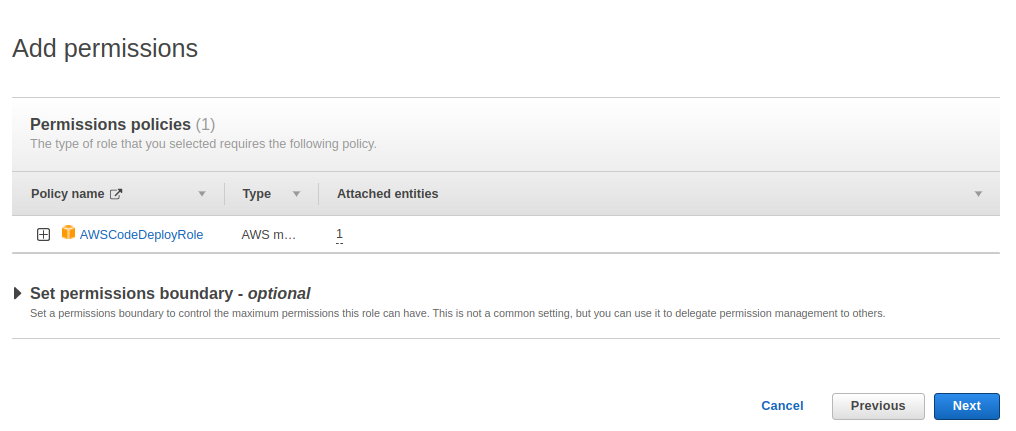 Add permissions
Permissions policies (1)
The type of role that you selected requires the following policy.
Policy name Type Attached entities
AWSCodeDeployRole AWS m… 1
Set permissions boundary - optional
Set a permissions boundary to control the maximum permissions this role can have. This is not a common setting, but you can use it to delegate permission management to others.
Cancel Previous Next